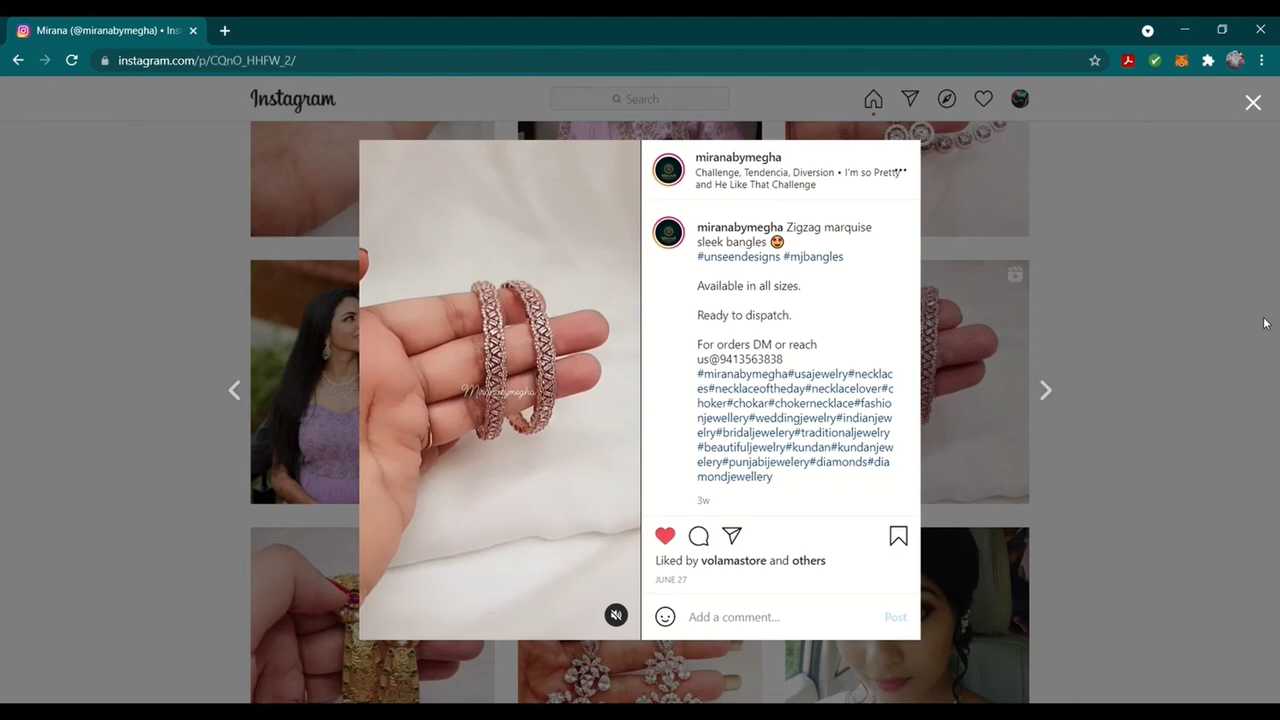 Mirana (@miranabymegha) • Ins
instagram.com/p/CQnO_HHFW_2/
Instagram
Search
miranabymegha
Challenge, Tendencia, Diversion • I'm so Pretty
and He Like That Challenge
miranabymegha Zigzag marquise
sleek bangles 🤩
#unseendesigns #mjbangles
Available in all sizes.
Ready to dispatch.
For orders DM or reach
us@9413563838
#miranabymegha#usajewelry#necklac
es#necklaceoftheday#necklacelover#c
hoker#chokar#chokernecklace#fashio
njewellery#weddingjewelry#indianjew
elry#bridaljewelery#traditionaljewelry
#beautifuljewelry#kundan#kundanjew
elery#punjabijewelery#diamonds#dia
mondjewellery
3w
Miranabymegha
Liked by volamastore and others
JUNE 27
Add a comment...
Post